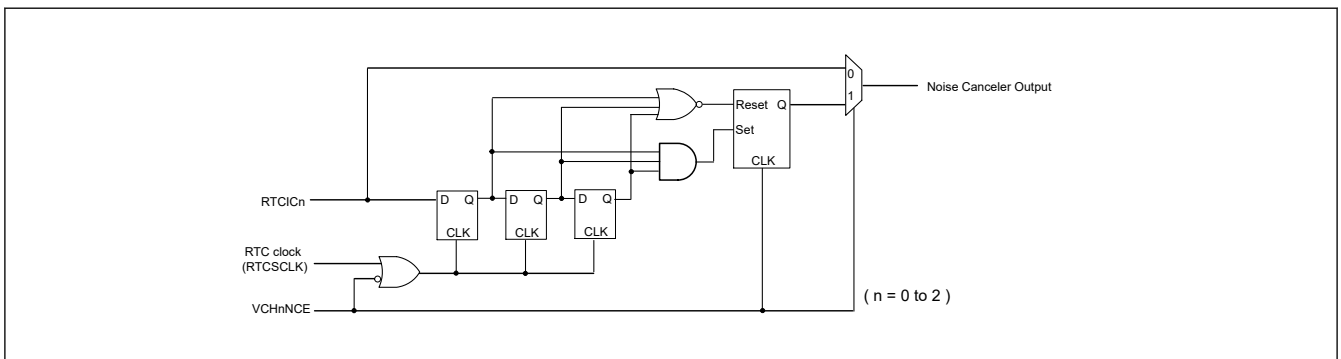 0
1
Noise Canceler Output
Reset Q
Set
CLK
RTCICn
D Q
CLK
D Q
CLK
D Q
CLK
RTC clock
(RTCSCLK)
VCHnNCE
( n = 0 to 2 )